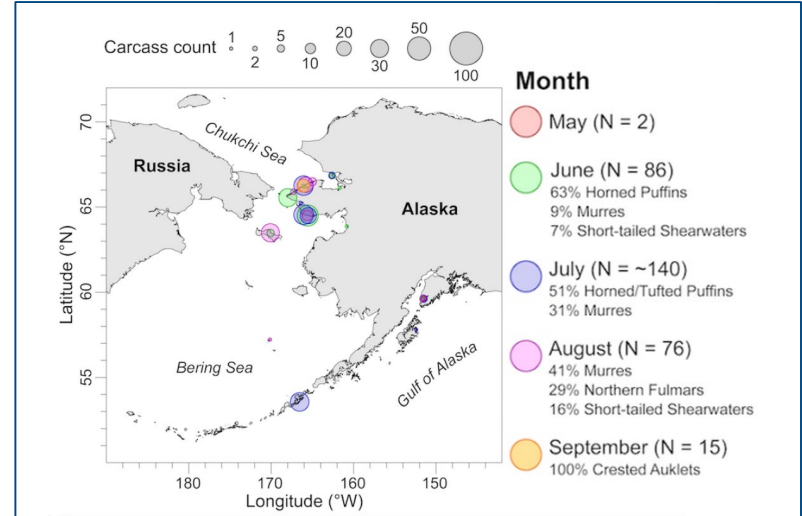 Carcass count 1 2 5 10 20 30 50 100
Month
May (N = 2)
June (N = 86)
63% Horned Puffins
9% Murres
7% Short-tailed Shearwaters
July (N = ~140)
51% Horned/Tufted Puffins
31% Murres
August (N = 76)
41% Murres
29% Northern Fulmars
16% Short-tailed Shearwaters
September (N = 15)
100% Crested Auklets
Chukchi Sea
Russia
Alaska
Bering Sea
Gulf of Alaska
Latitude (°N)
70
65
60
55
180 170 160 150
Longitude (°W)